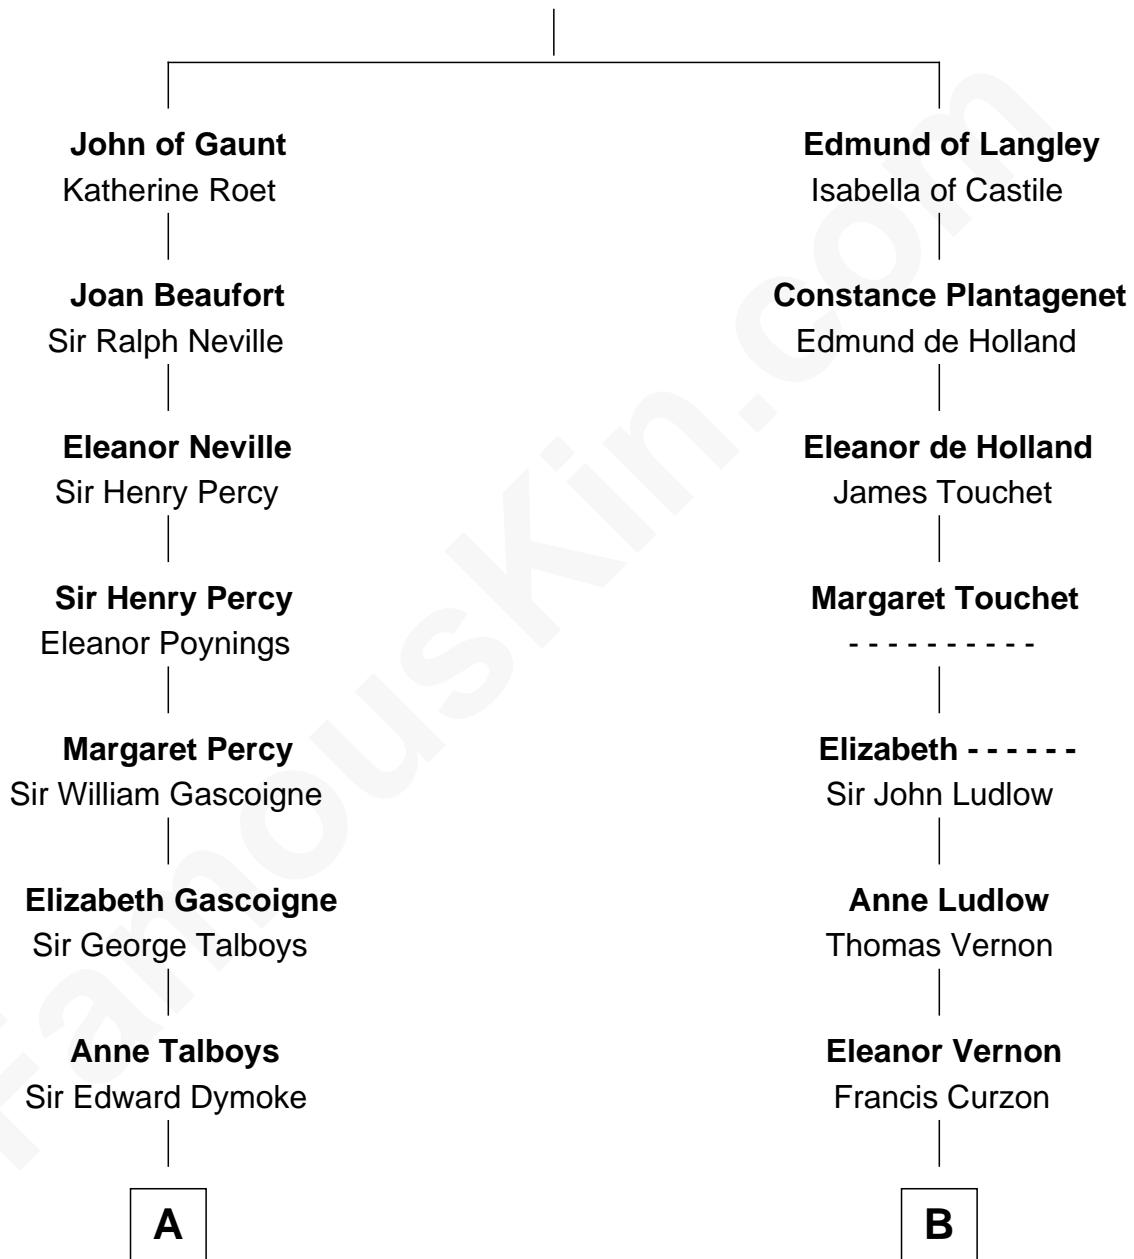 John of Gaunt
Katherine Roet
Edmund of Langley
Isabella of Castile
Joan Beaufort
Sir Ralph Neville
Constance Plantagenet
Edmund de Holland
Eleanor Neville
Sir Henry Percy
Eleanor de Holland
James Touchet
Sir Henry Percy
Eleanor Poynings
Margaret Touchet
- - - - - - - - - -
Margaret Percy
Sir William Gascoigne
Elizabeth - - - - - -
Sir John Ludlow
Elizabeth Gascoigne
Sir George Talboys
Anne Ludlow
Thomas Vernon
Anne Talboys
Sir Edward Dymoke
Eleanor Vernon
Francis Curzon
A
B
FamousKin.com